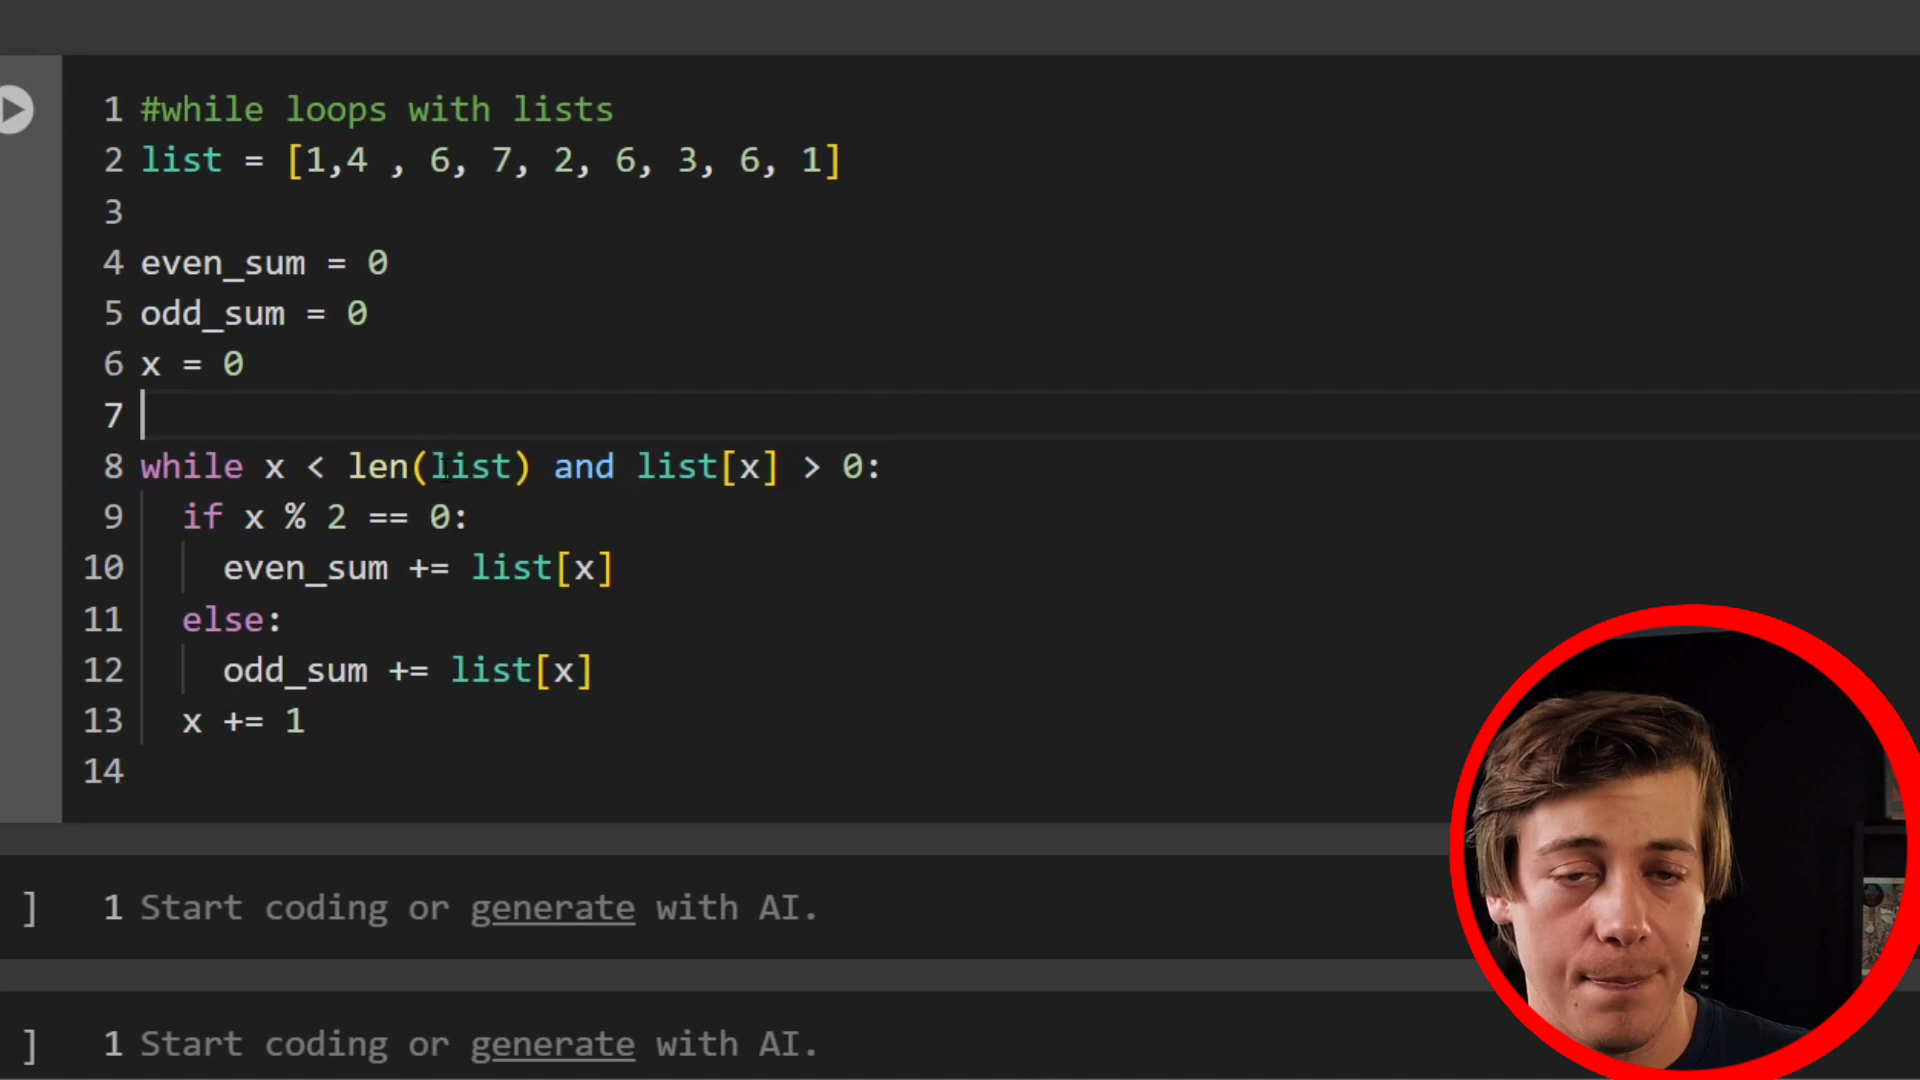 1 #while loops with lists
2 list = [1,4 , 6, 7, 2, 6, 3, 6, 1]
3
4 even_sum = 0
5 odd_sum = 0
6 x = 0
7
8 while x < len(list) and list[x] > 0:
9 if x % 2 == 0:
10 even_sum += list[x]
11 else:
12 odd_sum += list[x]
13 x += 1
14
] 1 Start coding or generate with AI.
] 1 Start coding or generate with AI.